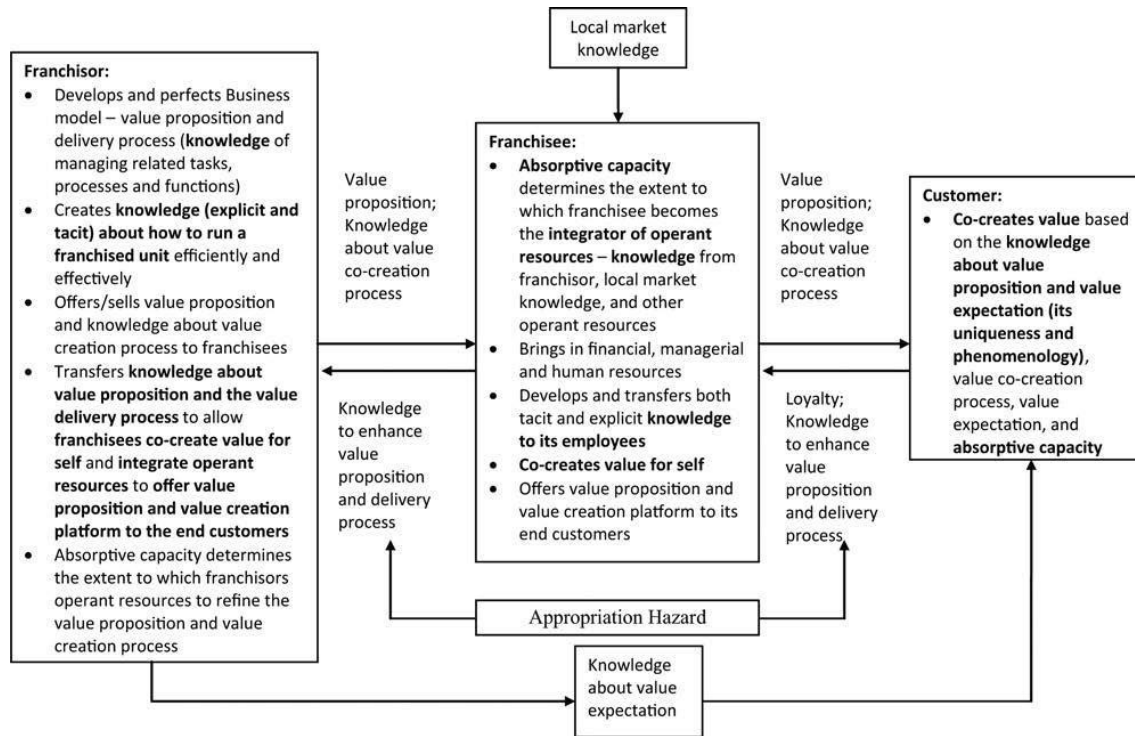 Local market
knowledge
Franchisor:
• Develops and perfects Business
model – value proposition and
delivery process (knowledge of
managing related tasks,
processes and functions)
• Creates knowledge (explicit and
tacit) about how to run a
franchised unit efficiently and
effectively
• Offers/sells value proposition
and knowledge about value
creation process to franchisees
• Transfers knowledge about
value proposition and the value
delivery process to allow
franchisees co-create value for
self and integrate operant
resources to offer value
proposition and value creation
platform to the end customers
• Absorptive capacity determines
the extent to which franchisors
operant resources to refine the
value proposition and value
creation process
Value
proposition;
Knowledge
about value
co-creation
process
Knowledge
to enhance
value
proposition
and delivery
process
Franchisee:
• Absorptive capacity
determines the extent to
which franchisee becomes
the integrator of operant
resources – knowledge from
franchisor, local market
knowledge, and other
operant resources
• Brings in financial, managerial
and human resources
• Develops and transfers both
tacit and explicit knowledge
to its employees
• Co-creates value for self
• Offers value proposition and
value creation platform to its
end customers
Value
proposition;
Knowledge
about value
co-creation
process
Loyalty;
Knowledge
to enhance
value
proposition
and delivery
process
Customer:
• Co-creates value based
on the knowledge
about value
proposition and value
expectation (its
uniqueness and
phenomenology),
value co-creation
process, value
expectation, and
absorptive capacity
Appropriation Hazard
Knowledge
about value
expectation